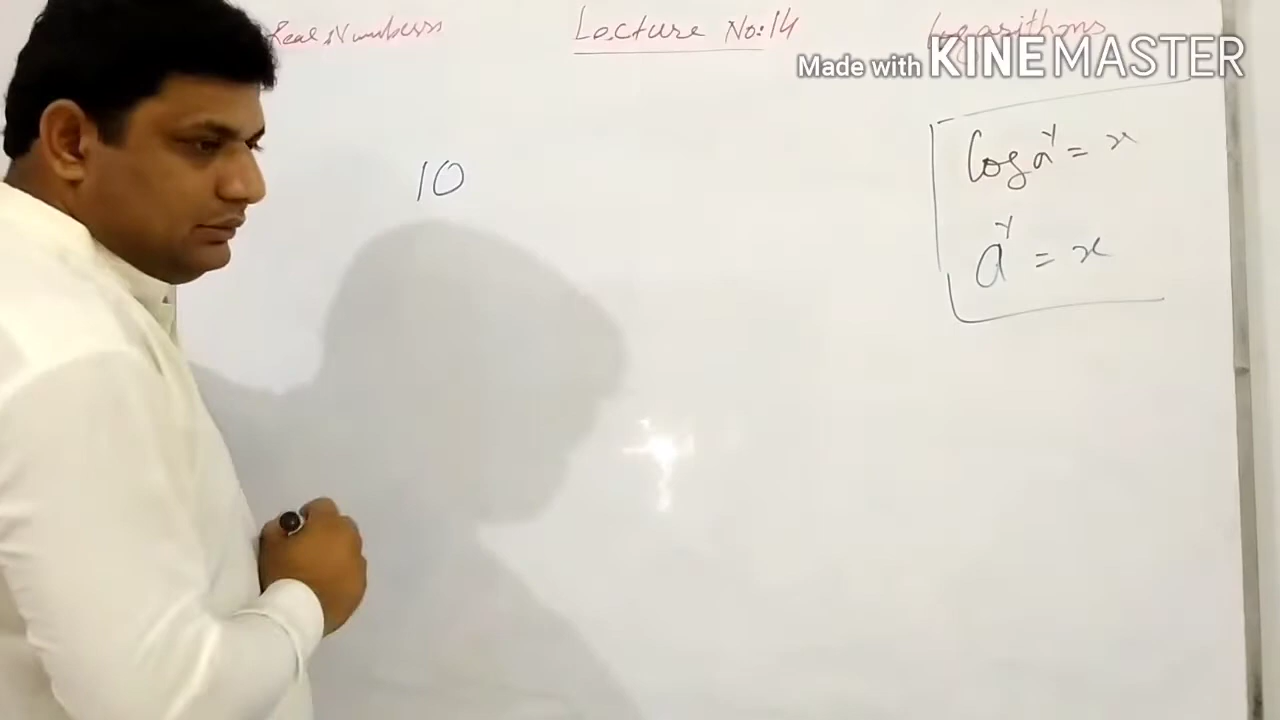 Real Numbers Lecture No:14 Logarithms
Made with KINEMASTER
log a^y = x
10
a^y = x